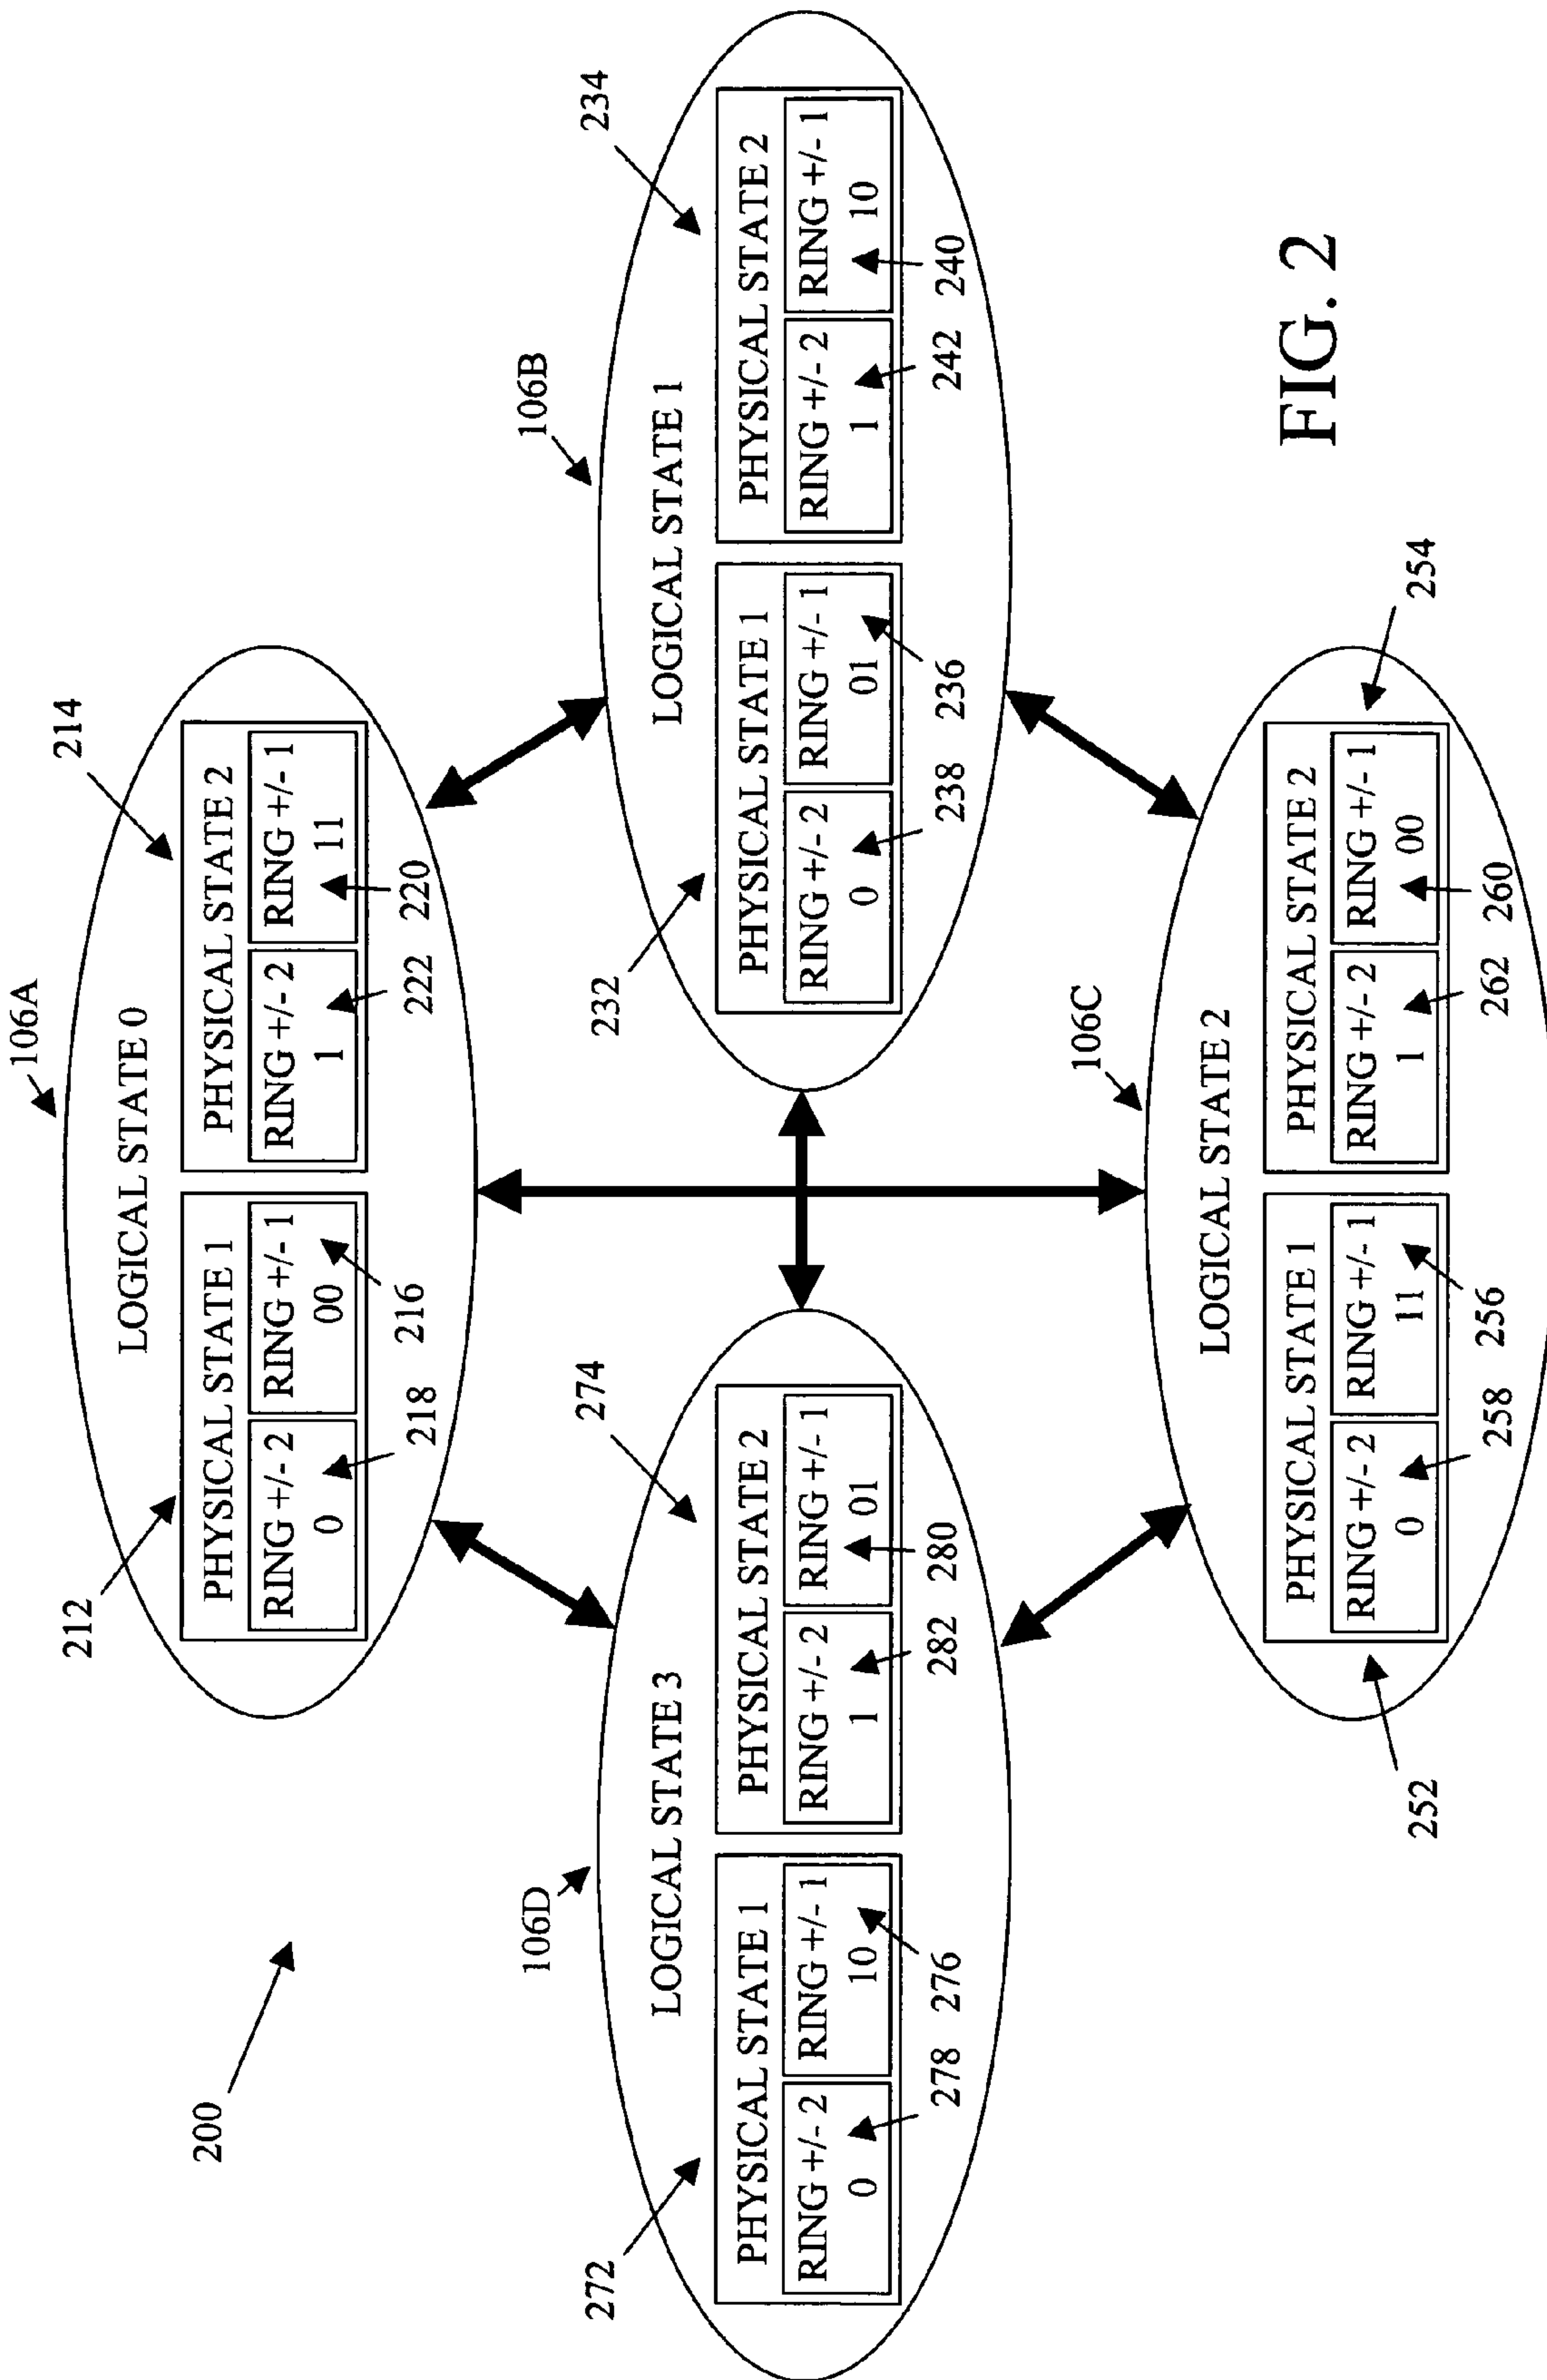 200
106A
LOGICAL STATE 0
212
214
PHYSICAL STATE 1
PHYSICAL STATE 2
RING +/- 2
0
RING +/- 1
00
RING +/- 2
1
RING +/- 1
11
218
216
222
220
106D
LOGICAL STATE 3
272
274
PHYSICAL STATE 1
PHYSICAL STATE 2
RING +/- 2
0
RING +/- 1
10
RING +/- 2
1
RING +/- 1
01
278
276
282
280
106B
LOGICAL STATE 1
232
234
PHYSICAL STATE 1
PHYSICAL STATE 2
RING +/- 2
0
RING +/- 1
01
RING +/- 2
1
RING +/- 1
10
238
236
242
240
106C
LOGICAL STATE 2
252
254
PHYSICAL STATE 1
PHYSICAL STATE 2
RING +/- 2
0
RING +/- 1
11
RING +/- 2
1
RING +/- 1
00
258
256
262
260
FIG. 2